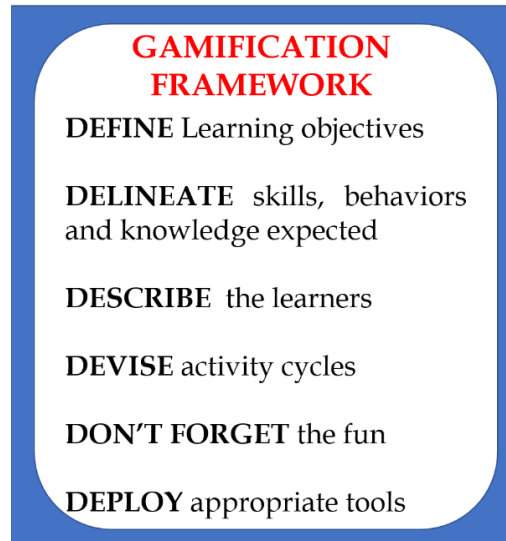 GAMIFICATION
FRAMEWORK
DEFINE Learning objectives
DELINEATE skills, behaviors
and knowledge expected
DESCRIBE the learners
DEVISE activity cycles
DON'T FORGET the fun
DEPLOY appropriate tools